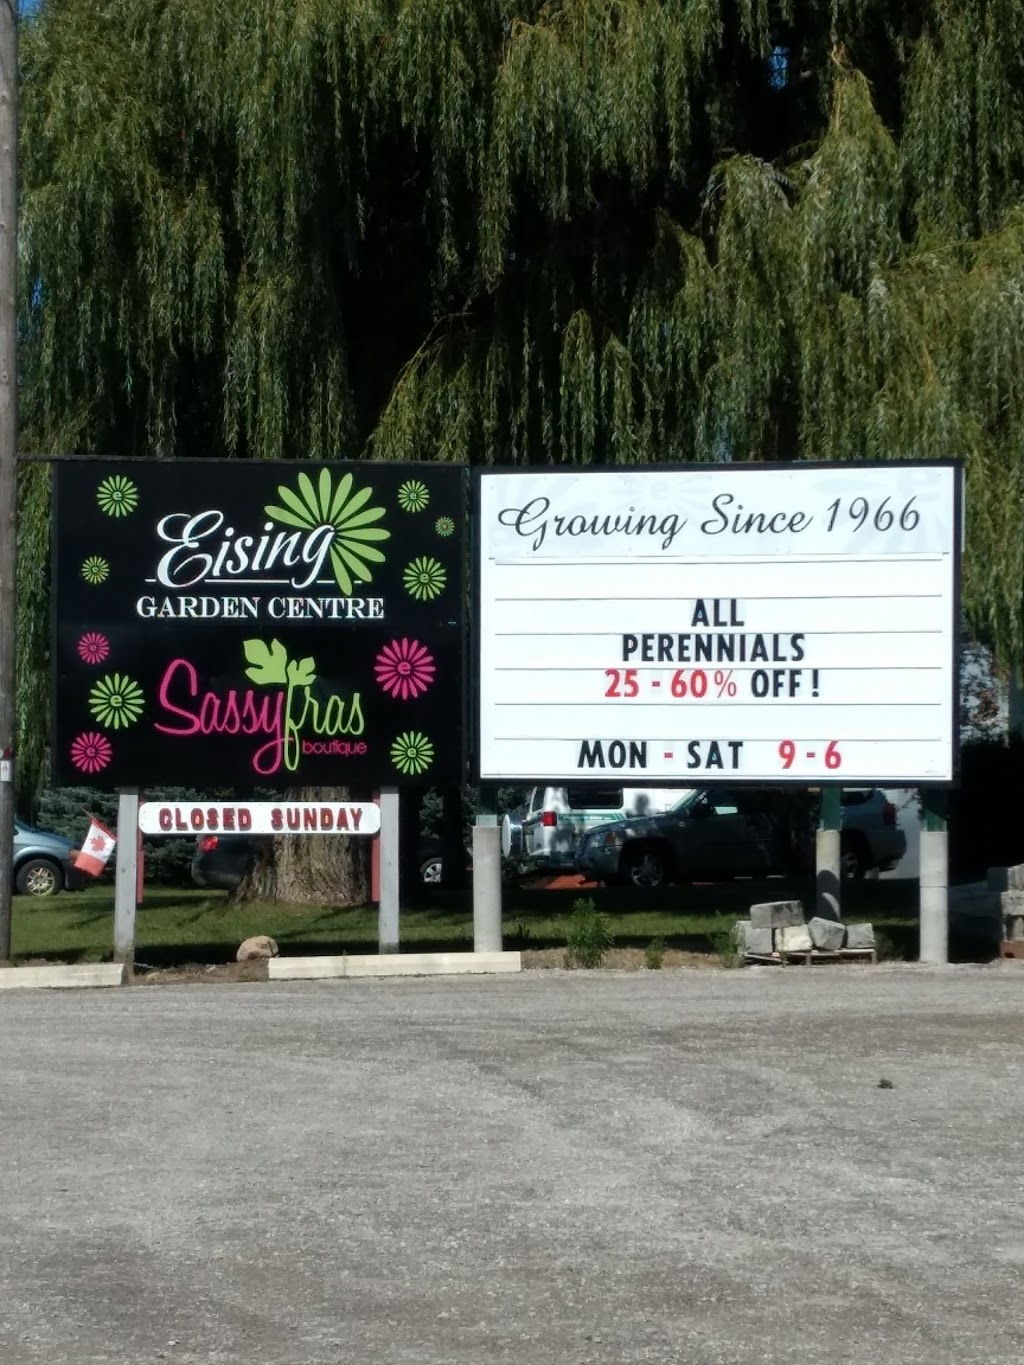 Eising
GARDEN CENTRE
Sassyfras
boutique
CLOSED SUNDAY
Growing Since 1966
ALL
PERENNIALS
25 - 60% OFF!
MON - SAT 9 - 6